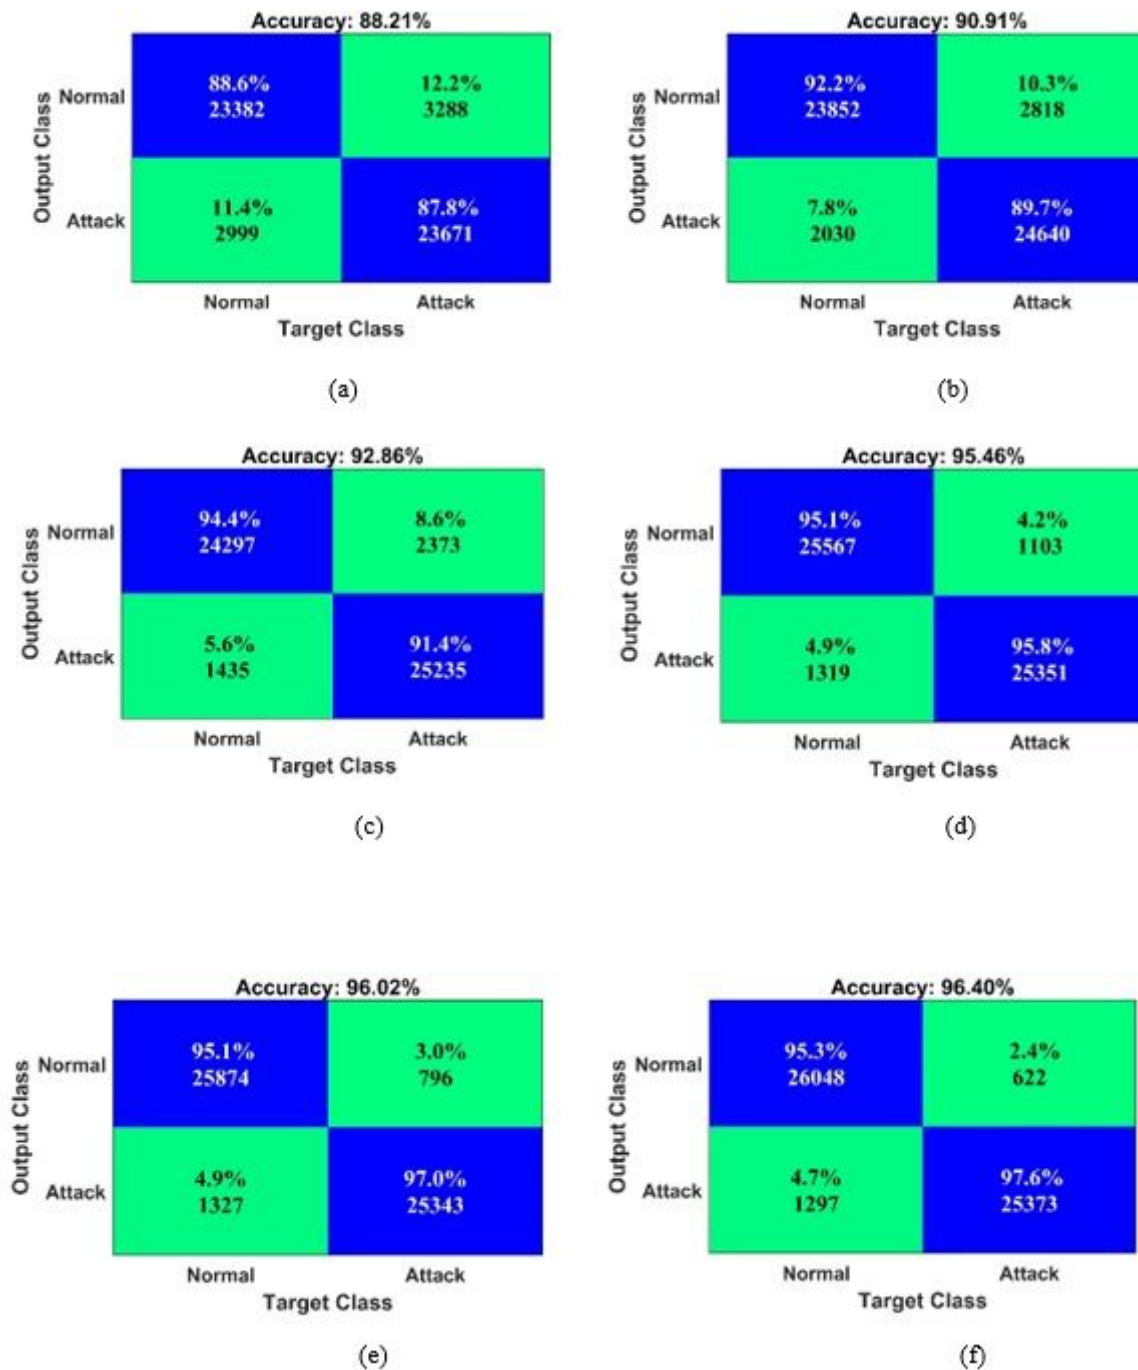 Accuracy: 88.21%
Output Class
Normal
88.6%
23382
12.2%
3288
Attack
11.4%
2999
87.8%
23671
Normal
Attack
Target Class
(a)
Accuracy: 90.91%
Output Class
Normal
92.2%
23852
10.3%
2818
Attack
7.8%
2030
89.7%
24640
Normal
Attack
Target Class
(b)
Accuracy: 92.86%
Output Class
Normal
94.4%
24297
8.6%
2373
Attack
5.6%
1435
91.4%
25235
Normal
Attack
Target Class
(c)
Accuracy: 95.46%
Output Class
Normal
95.1%
25567
4.2%
1103
Attack
4.9%
1319
95.8%
25351
Normal
Attack
Target Class
(d)
Accuracy: 96.02%
Output Class
Normal
95.1%
25874
3.0%
796
Attack
4.9%
1327
97.0%
25343
Normal
Attack
Target Class
(e)
Accuracy: 96.40%
Output Class
Normal
95.3%
26048
2.4%
622
Attack
4.7%
1297
97.6%
25373
Normal
Attack
Target Class
(f)